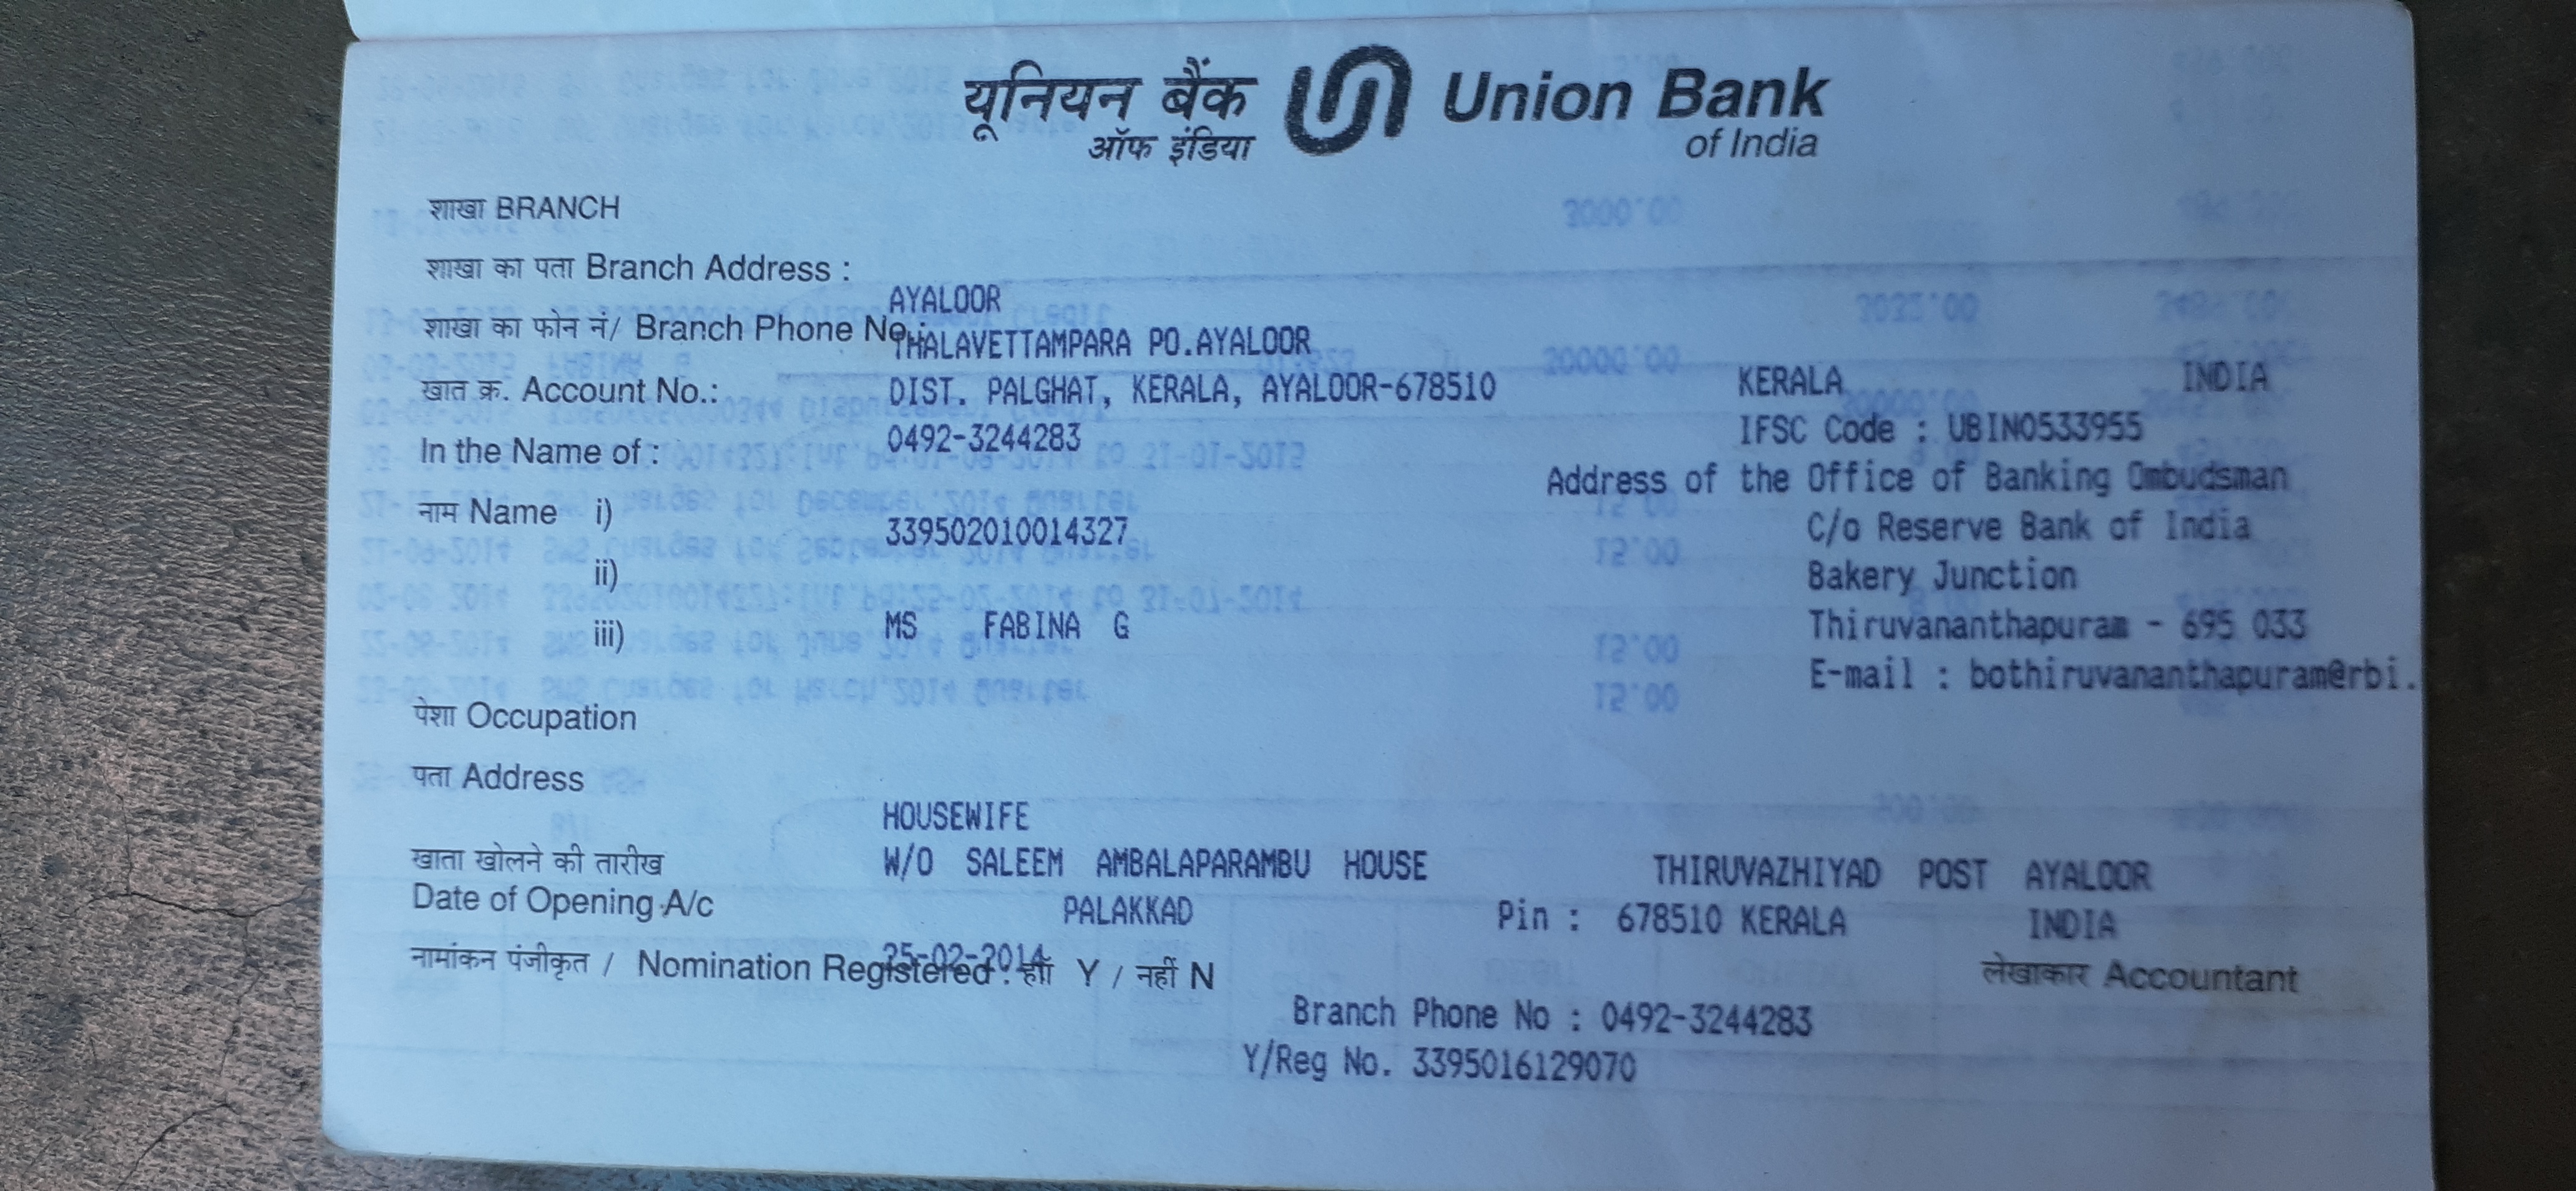 यूनियन बैंक Union Bank
ऑफ इंडिया of India
शाखा BRANCH
शाखा का पता Branch Address :
AYALOOR
शाखा का फोन नं/ Branch Phone No.
THALAVETTAMPARA PO.AYALOOR
खात क्र. Account No.:
DIST. PALGHAT, KERALA, AYALOOR-678510 KERALA INDIA
In the Name of :
0492-3244283 IFSC Code : UBIN0533955
Address of the Office of Banking Ombudsman
नाम Name i)
339502010014327 C/o Reserve Bank of India
ii)
Bakery Junction
iii) MS FABINA G Thiruvananthapuram - 695 033
E-mail : bothiruvananthapuram@rbi.
पेशा Occupation
पता Address
HOUSEWIFE
खाता खोलने की तारीख
W/O SALEEM AMBALAPARAMBU HOUSE THIRUVAZHIYAD POST AYALOOR
Date of Opening A/c
PALAKKAD Pin : 678510 KERALA INDIA
25-02-2014
नामांकन पंजीकृत / Nomination Registered : हाँ Y / नहीं N लेखाकार Accountant
Branch Phone No : 0492-3244283
Y/Reg No. 3395016129070